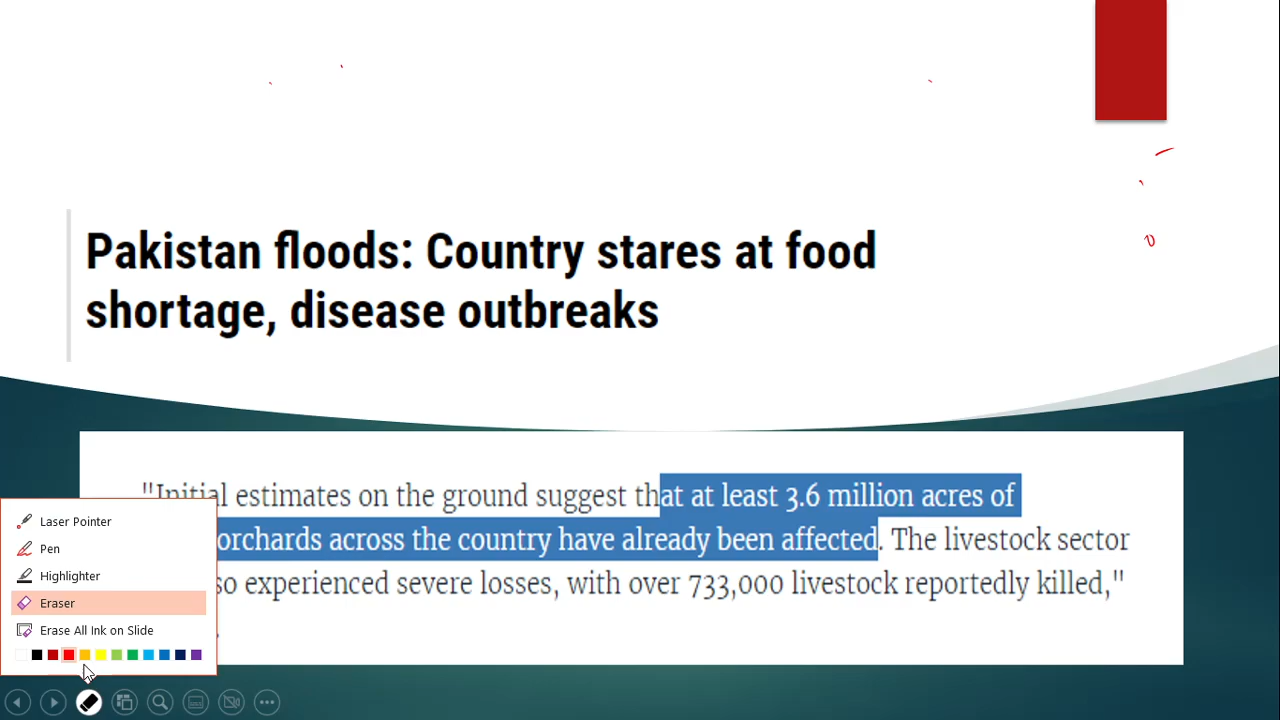 Pakistan floods: Country stares at food
shortage, disease outbreaks
"Initial estimates on the ground suggest that at least 3.6 million acres of
orchards across the country have already been affected. The livestock sector
so experienced severe losses, with over 733,000 livestock reportedly killed,"
Laser Pointer
Pen
Highlighter
Eraser
Erase All Ink on Slide